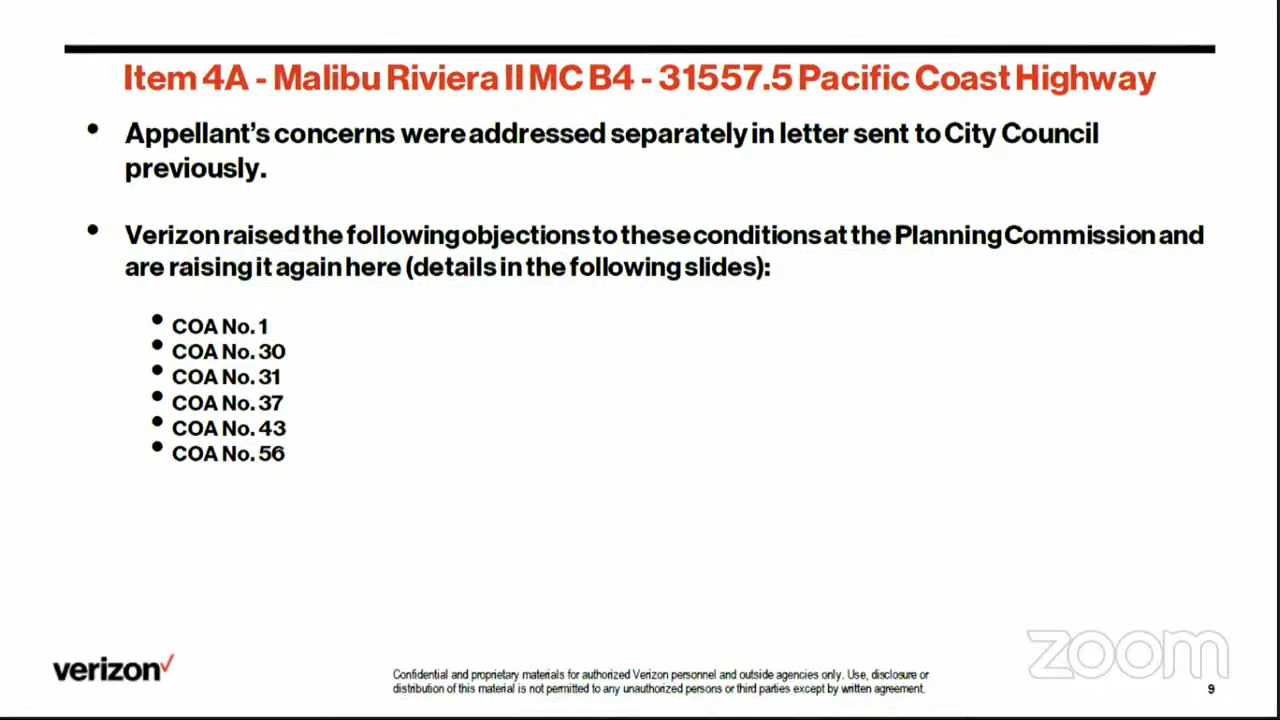 Item 4A - Malibu Riviera II MC B4 - 31557.5 Pacific Coast Highway
• Appellant's concerns were addressed separately in letter sent to City Council
previously.
• Verizon raised the following objections to these conditions at the Planning Commission and
are raising it again here (details in the following slides):
• COA No. 1
• COA No. 30
• COA No. 31
• COA No. 37
• COA No. 43
• COA No. 56
verizon
Confidential and proprietary materials for authorized Verizon personnel and outside agencies only. Use, disclosure or
distribution of this material is not permitted to any unauthorized persons or third parties except by written agreement.
zoom
9